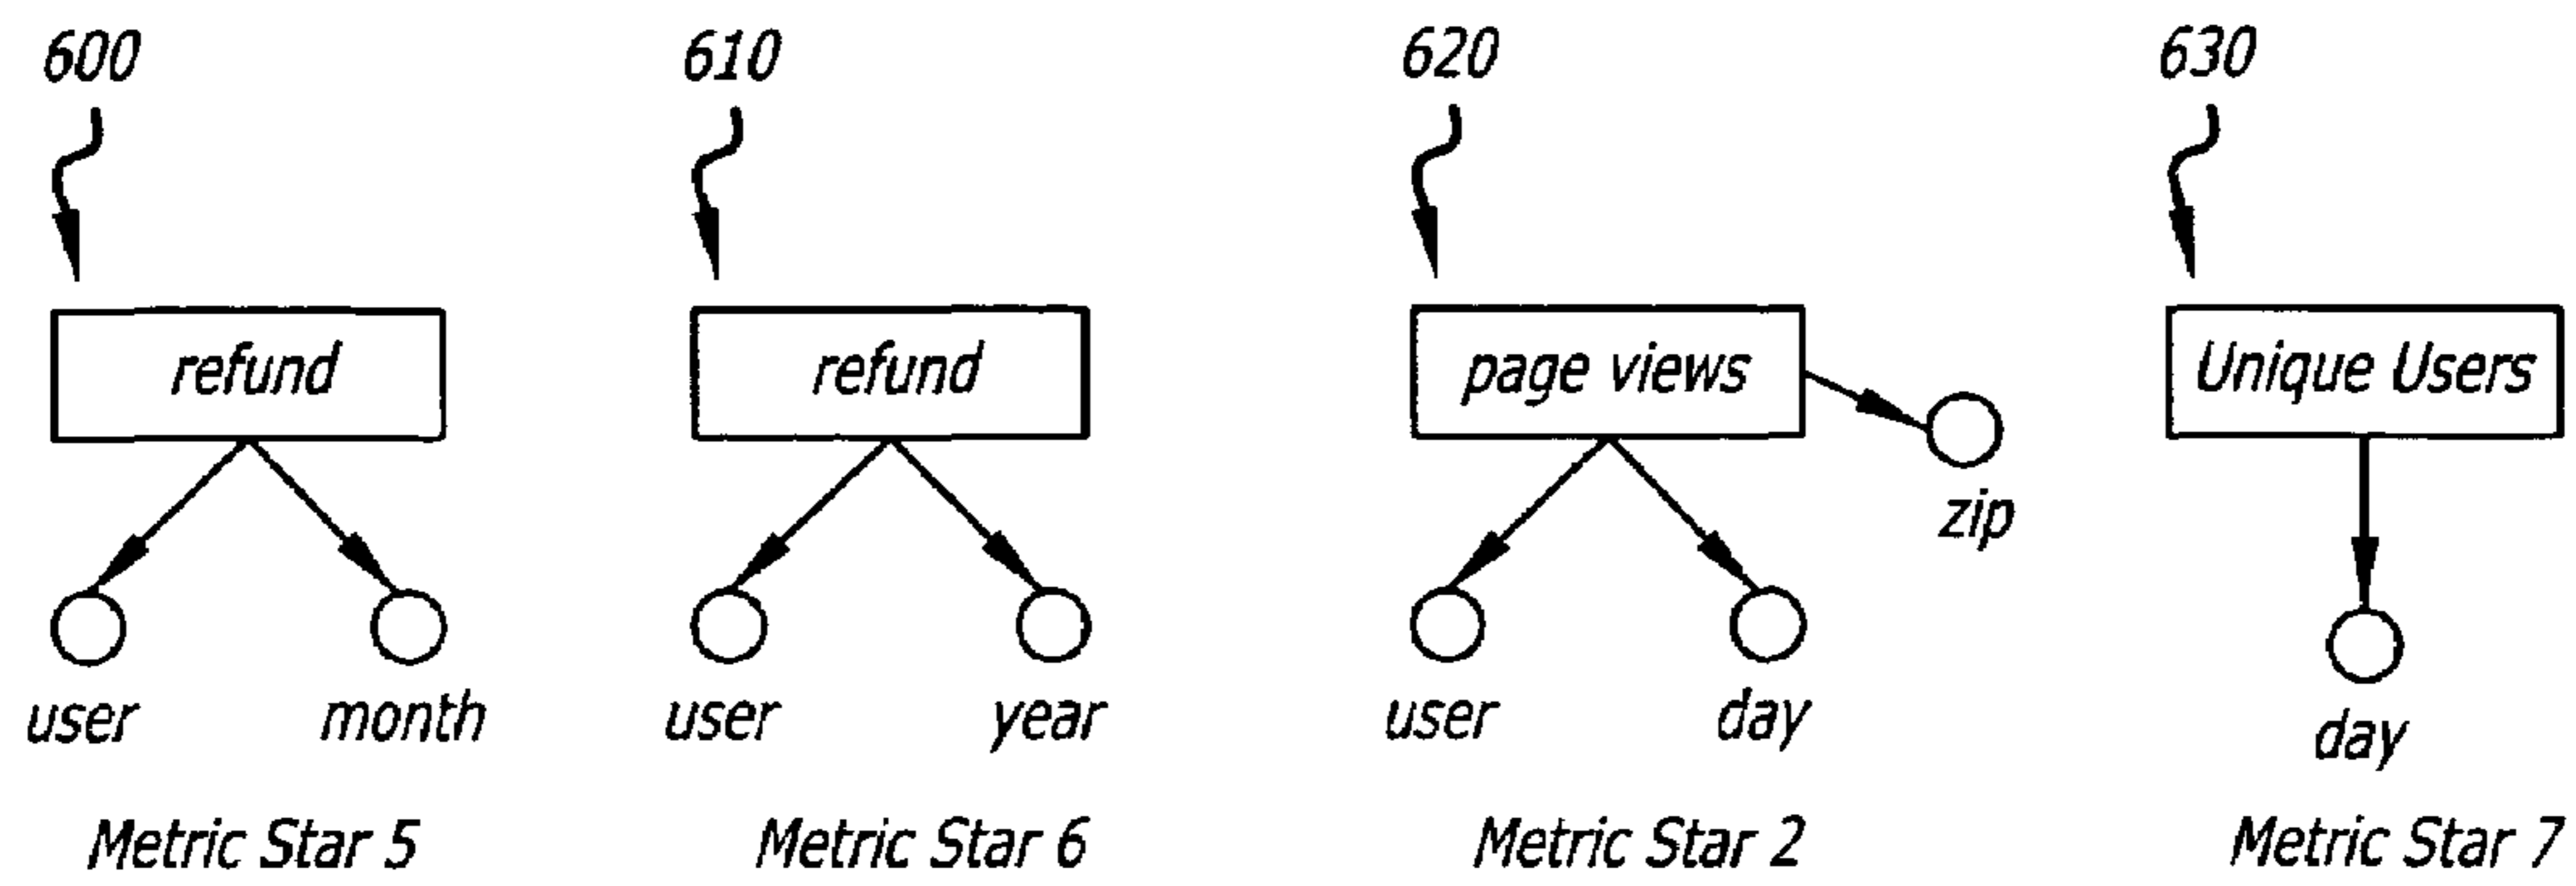 600 610 620 630
refund refund page views Unique Users
zip
user month user year user day
day
Metric Star 5 Metric Star 6 Metric Star 2 Metric Star 7